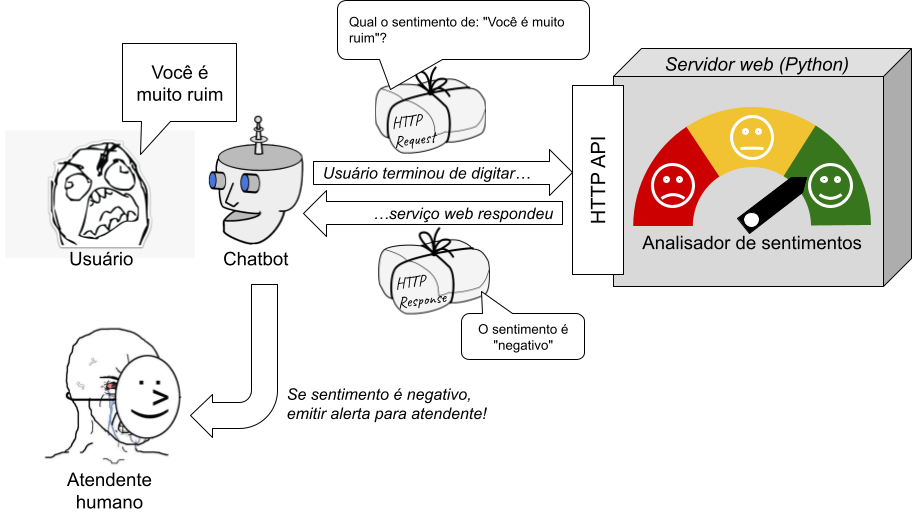 Qual o sentimento de: "Você é muito
ruim"?
Servidor web (Python)
Você é
muito ruim
HTTP
Request
HTTP API
Usuário terminou de digitar…
…serviço web respondeu
Analisador de sentimentos
Usuário
Chatbot
HTTP
Response
O sentimento é
"negativo"
Se sentimento é negativo,
emitir alerta para atendente!
Atendente
humano